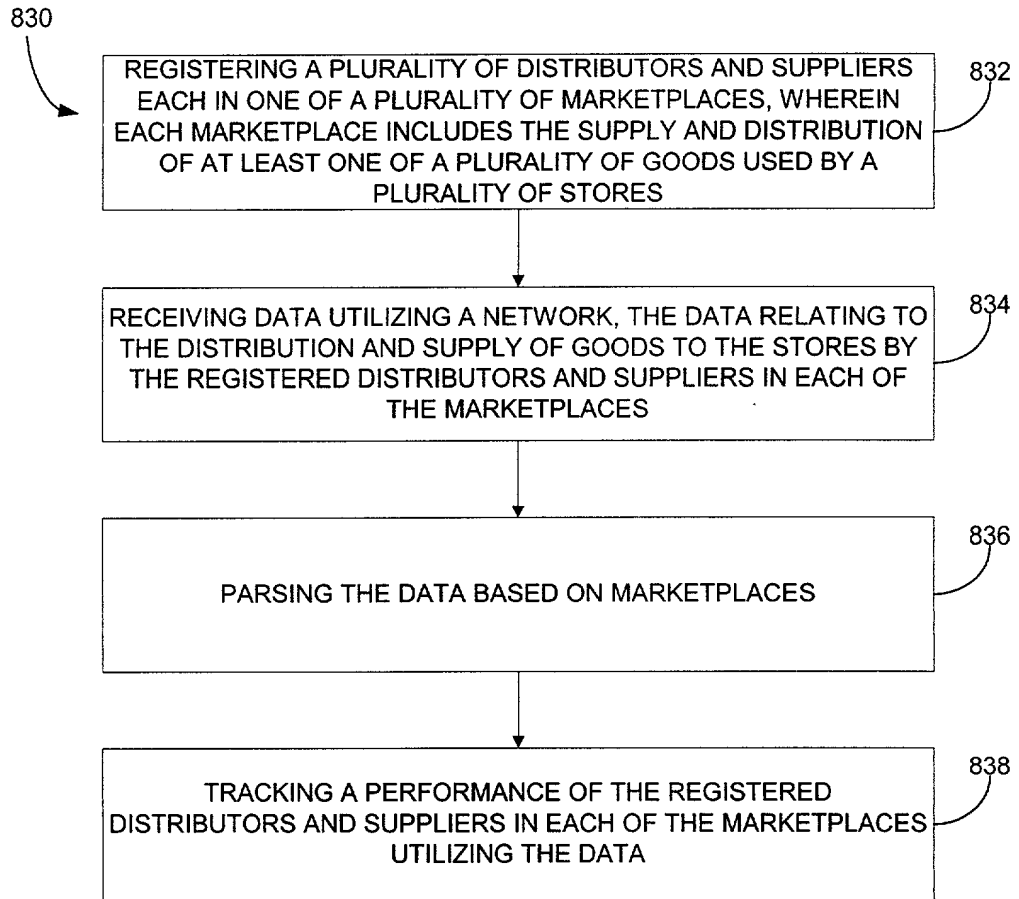 830
REGISTERING A PLURALITY OF DISTRIBUTORS AND SUPPLIERS
EACH IN ONE OF A PLURALITY OF MARKETPLACES, WHEREIN
EACH MARKETPLACE INCLUDES THE SUPPLY AND DISTRIBUTION
OF AT LEAST ONE OF A PLURALITY OF GOODS USED BY A
PLURALITY OF STORES
832
RECEIVING DATA UTILIZING A NETWORK, THE DATA RELATING TO
THE DISTRIBUTION AND SUPPLY OF GOODS TO THE STORES BY
THE REGISTERED DISTRIBUTORS AND SUPPLIERS IN EACH OF
THE MARKETPLACES
834
PARSING THE DATA BASED ON MARKETPLACES
836
TRACKING A PERFORMANCE OF THE REGISTERED
DISTRIBUTORS AND SUPPLIERS IN EACH OF THE MARKETPLACES
UTILIZING THE DATA
838